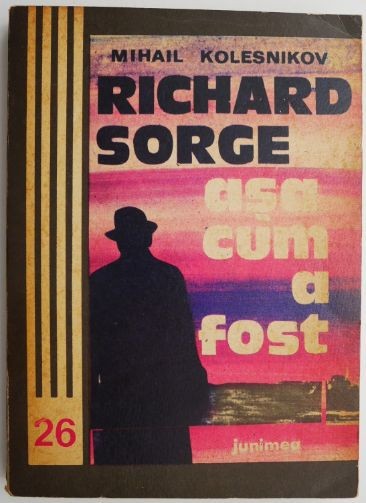 MIHAIL KOLESNIKOV
RICHARD
SORGE
așa
cum
a
fost
26
junimea